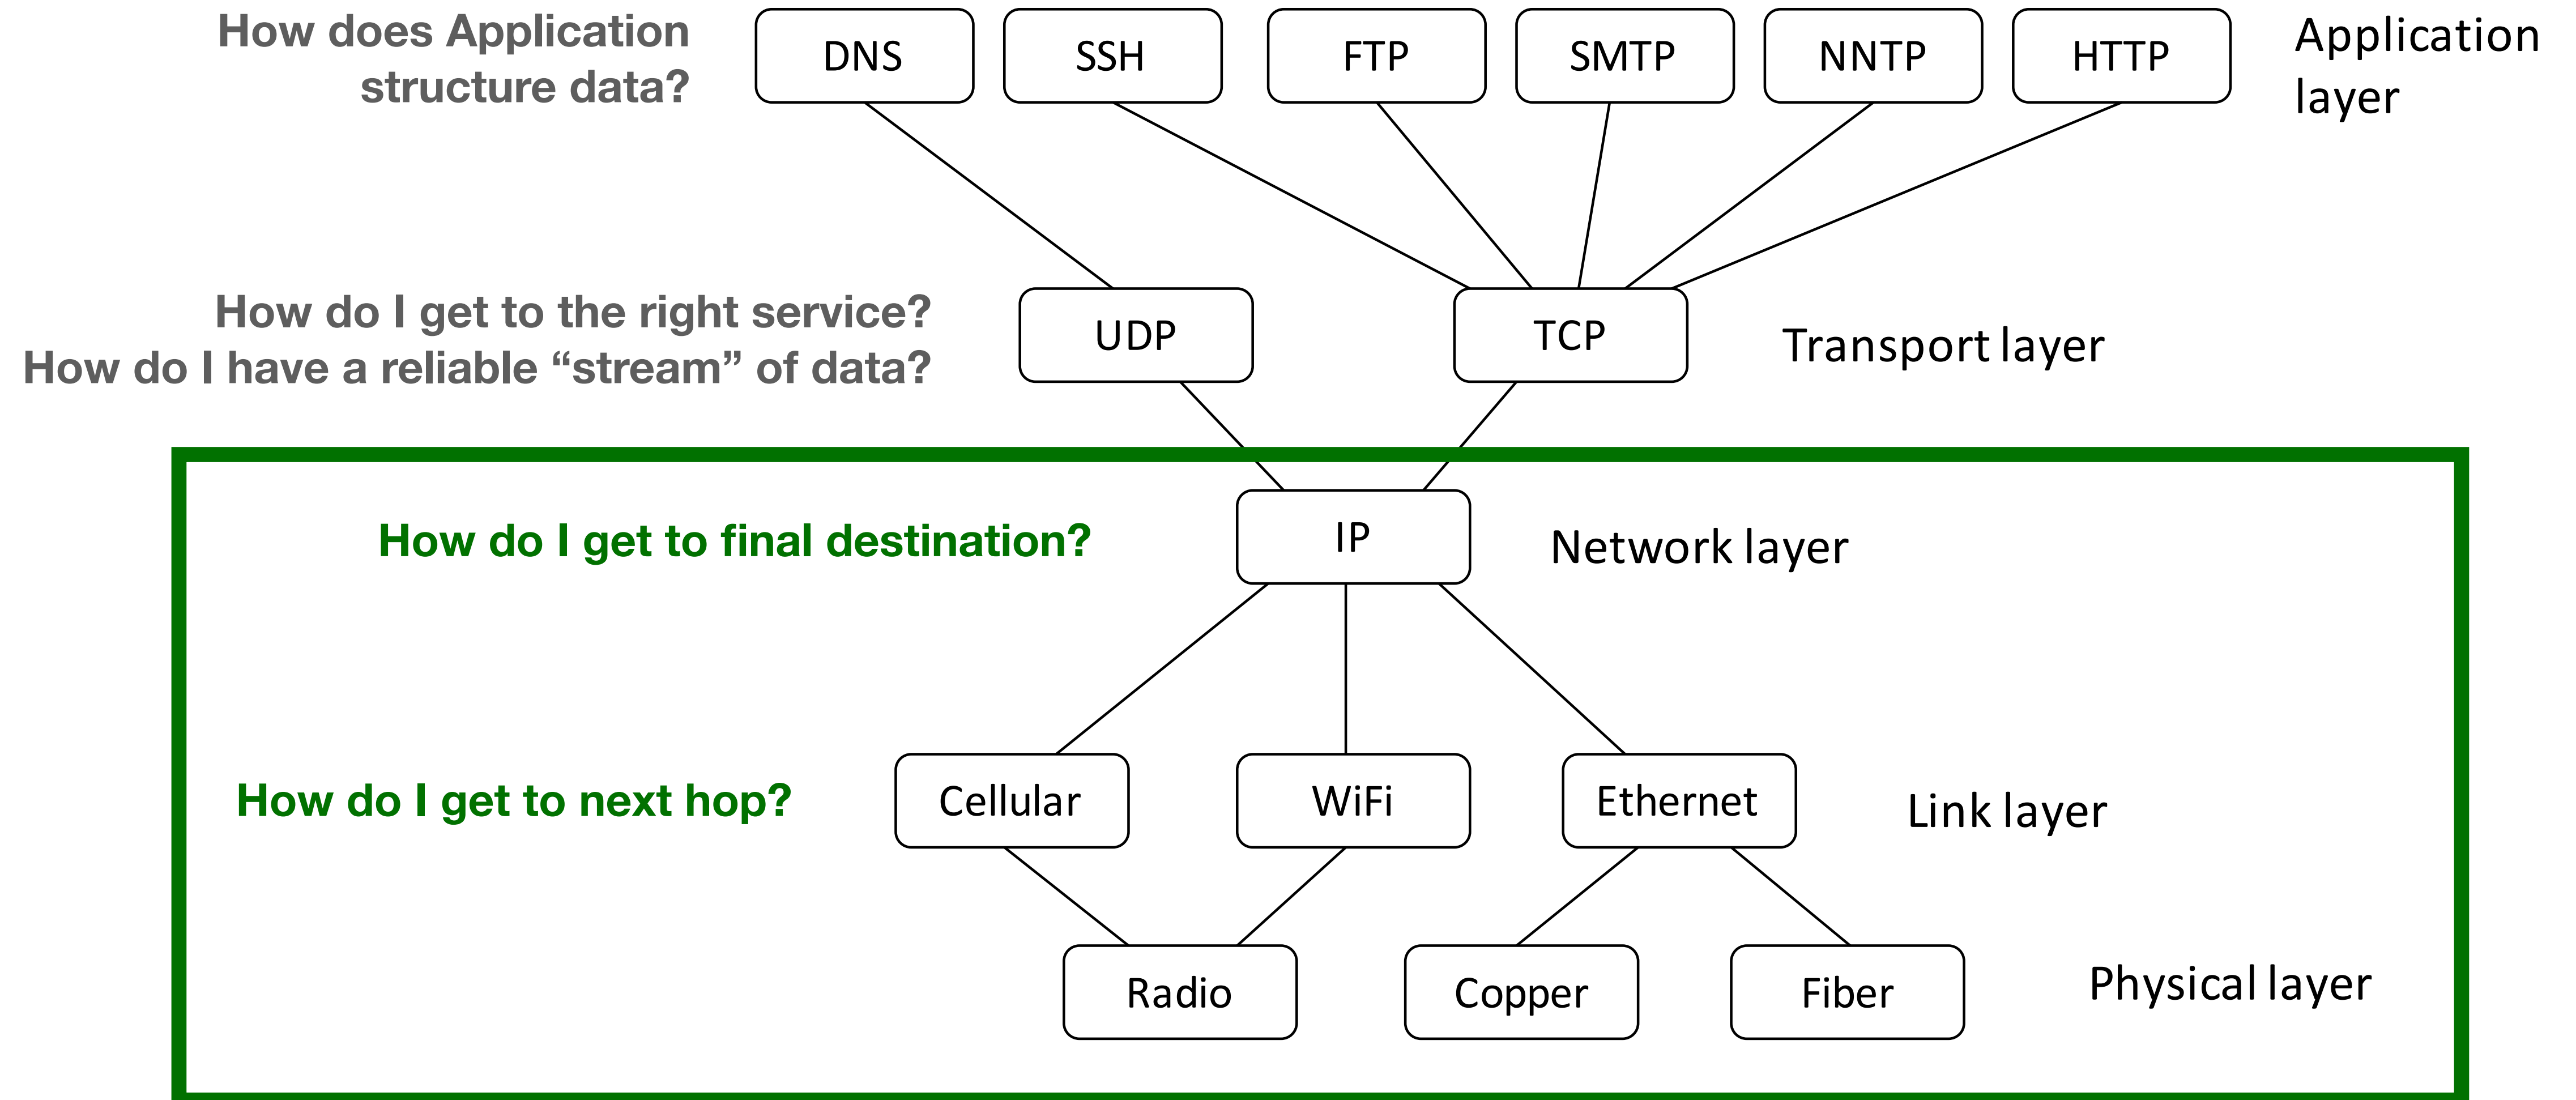 How does Application
structure data?
DNS
SSH
FTP
SMTP
NNTP
HTTP
Application
layer
How do I get to the right service?
How do I have a reliable “stream” of data?
UDP
TCP
Transport layer
How do I get to final destination?
IP
Network layer
How do I get to next hop?
Cellular
WiFi
Ethernet
Link layer
Radio
Copper
Fiber
Physical layer